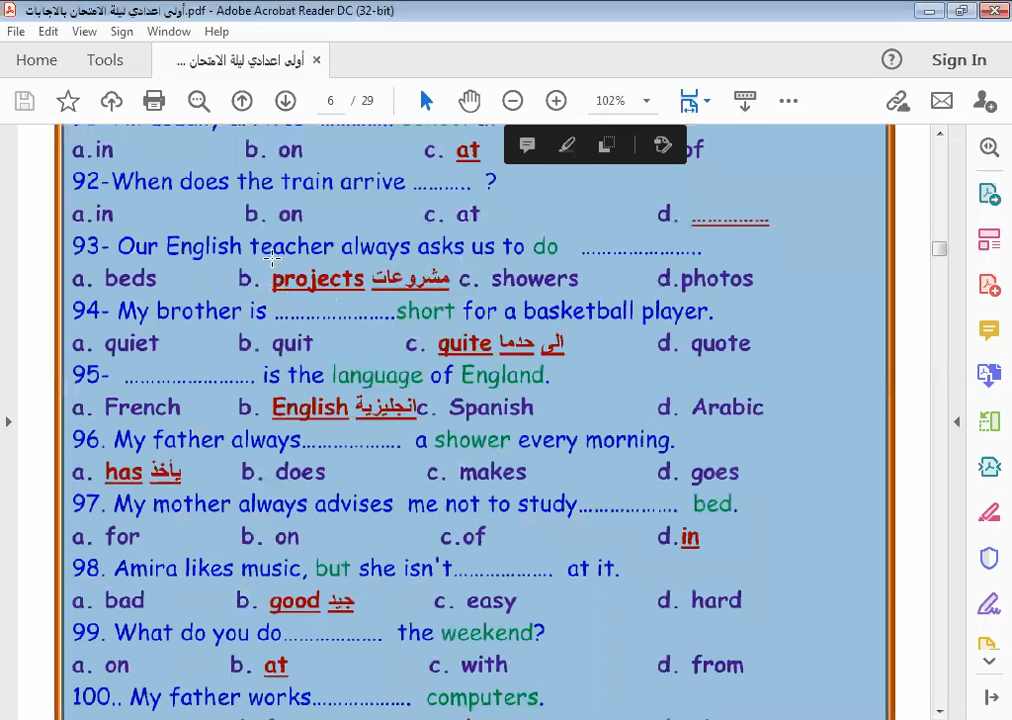 أولى اعدادي ليلة الامتحان بالاجابات.pdf - Adobe Acrobat Reader DC (32-bit)
File Edit View Sign Window Help
Home Tools أولى اعدادي ليلة الامتحان ... × Sign In
6 / 29 102%
a.in b. on c. at of
92-When does the train arrive ……….. ?
a.in b. on c. at d. ……………
93- Our English teacher always asks us to do …………………..
a. beds b. projects مشروعات c. showers d.photos
94- My brother is …………………..short for a basketball player.
a. quiet b. quit c. quite الى حدما d. quote
95- ……………………. is the language of England.
a. French b. English انجليزية c. Spanish d. Arabic
96. My father always………………. a shower every morning.
a. has يأخذ b. does c. makes d. goes
97. My mother always advises me not to study………………. bed.
a. for b. on c.of d.in
98. Amira likes music, but she isn't………………. at it.
a. bad b. good جيد c. easy d. hard
99. What do you do………………. the weekend?
a. on b. at c. with d. from
100.. My father works………………. computers.